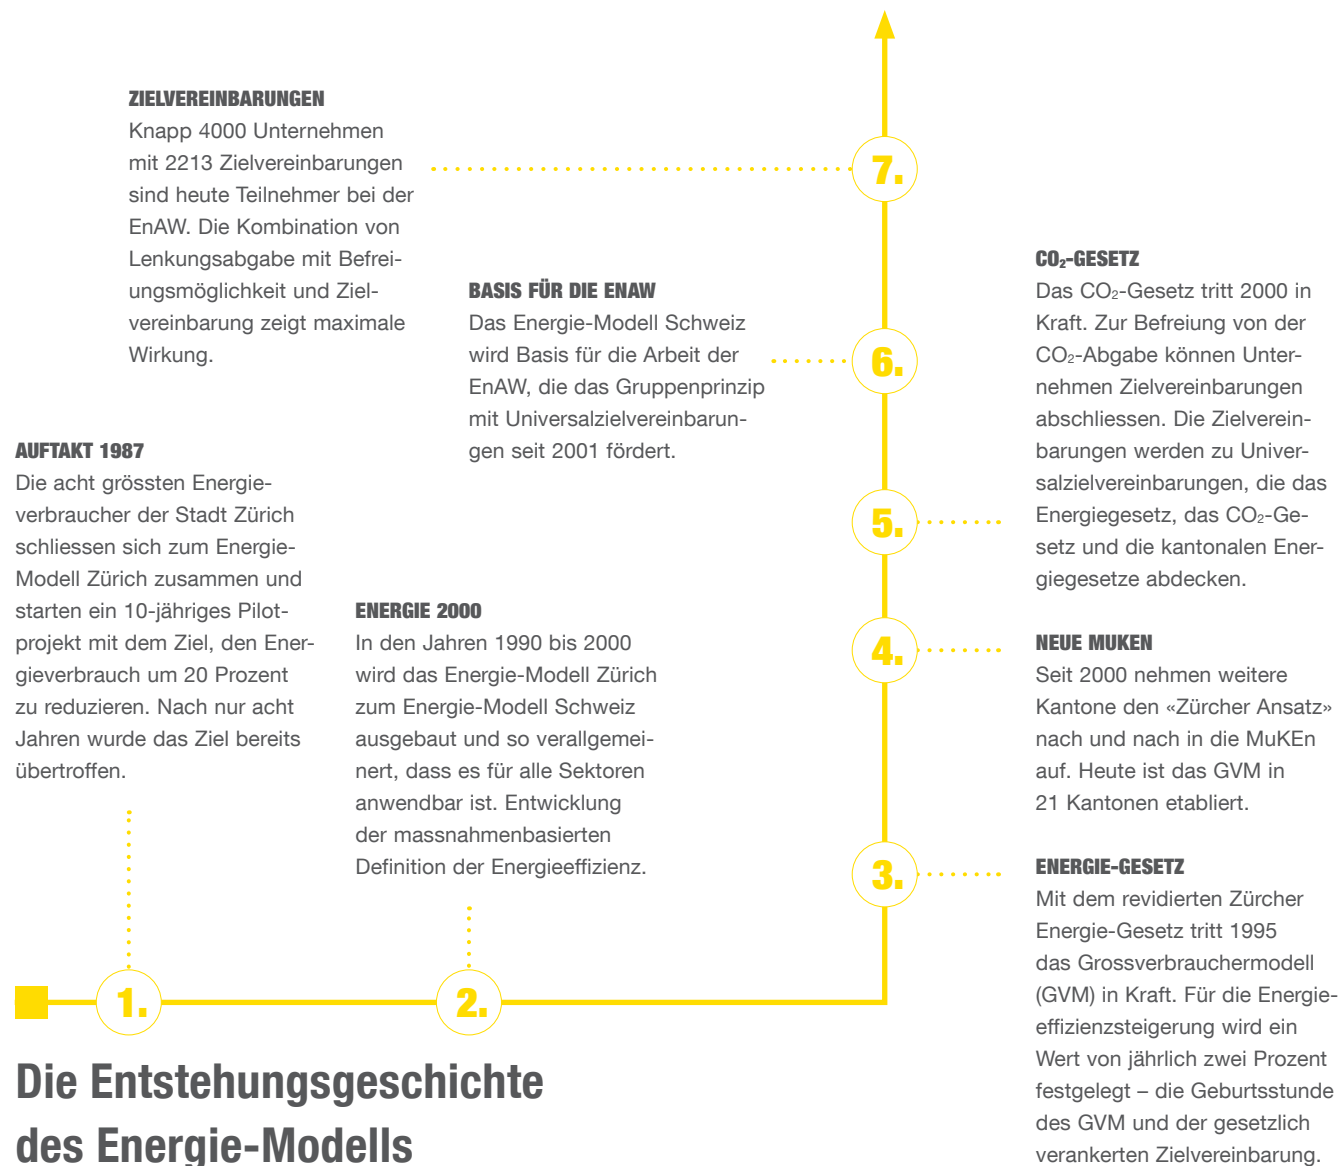 ZIELVEREINBARUNGEN
Knapp 4000 Unternehmen
mit 2213 Zielvereinbarungen
sind heute Teilnehmer bei der
EnAW. Die Kombination von
Lenkungsabgabe mit Befrei-
ungsmöglichkeit und Ziel-
vereinbarung zeigt maximale
Wirkung.
7.
BASIS FÜR DIE ENAW
Das Energie-Modell Schweiz
wird Basis für die Arbeit der
EnAW, die das Gruppenprinzip
mit Universalzielvereinbarun-
gen seit 2001 fördert.
6.
CO₂-GESETZ
Das CO₂-Gesetz tritt 2000 in
Kraft. Zur Befreiung von der
CO₂-Abgabe können Unter-
nehmen Zielvereinbarungen
abschliessen. Die Zielverein-
barungen werden zu Univer-
salzielvereinbarungen, die das
Energiegesetz, das CO₂-Ge-
setz und die kantonalen Ener-
giegesetze abdecken.
5.
AUFTAKT 1987
Die acht grössten Energie-
verbraucher der Stadt Zürich
schliessen sich zum Energie-
Modell Zürich zusammen und
starten ein 10-jähriges Pilot-
projekt mit dem Ziel, den Ener-
gieverbrauch um 20 Prozent
zu reduzieren. Nach nur acht
Jahren wurde das Ziel bereits
übertroffen.
1.
ENERGIE 2000
In den Jahren 1990 bis 2000
wird das Energie-Modell Zürich
zum Energie-Modell Schweiz
ausgebaut und so verallgemei-
nert, dass es für alle Sektoren
anwendbar ist. Entwicklung
der massnahmenbasierten
Definition der Energieeffizienz.
2.
4.
NEUE MUKEN
Seit 2000 nehmen weitere
Kantone den «Zürcher Ansatz»
nach und nach in die MuKEn
auf. Heute ist das GVM in
21 Kantonen etabliert.
3.
ENERGIE-GESETZ
Mit dem revidierten Zürcher
Energie-Gesetz tritt 1995
das Grossverbrauchermodell
(GVM) in Kraft. Für die Energie-
effizienzsteigerung wird ein
Wert von jährlich zwei Prozent
festgelegt – die Geburtsstunde
des GVM und der gesetzlich
verankerten Zielvereinbarung.
Die Entstehungsgeschichte
des Energie-Modells